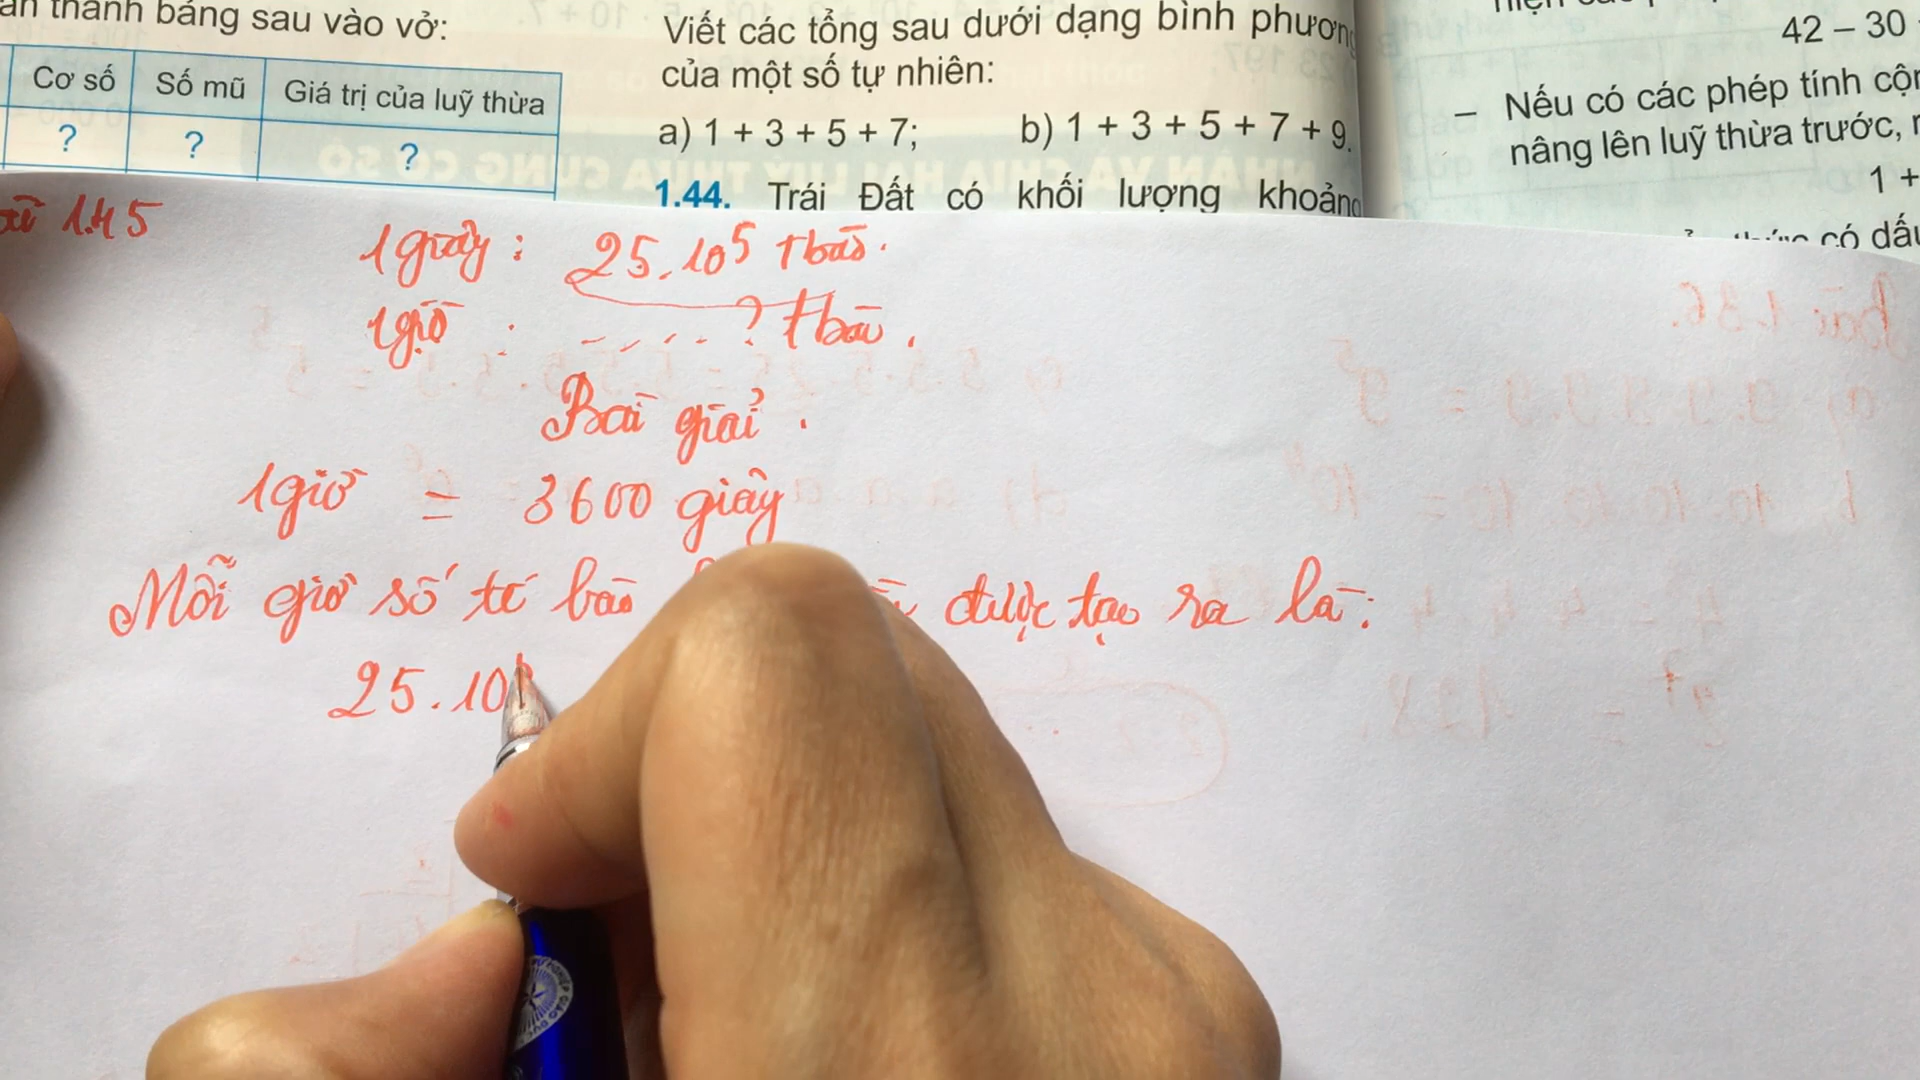 thành bảng sau vào vở:
Cơ số Số mũ Giá trị của luỹ thừa
? ? ?
Viết các tổng sau dưới dạng bình phương
của một số tự nhiên:
a) 1 + 3 + 5 + 7; b) 1 + 3 + 5 + 7 + 9.
1.44. Trái Đất có khối lượng khoảng
42 – 30
– Nếu có các phép tính
nâng lên luỹ thừa trước,
1 +
có dấu
1.45
1 giây : 25.10⁵ tbào.
1 giờ : ..... ? tbào.
Bài giải.
1 giờ = 3600 giây
Mỗi giờ số tế bào được tạo ra là:
25.10